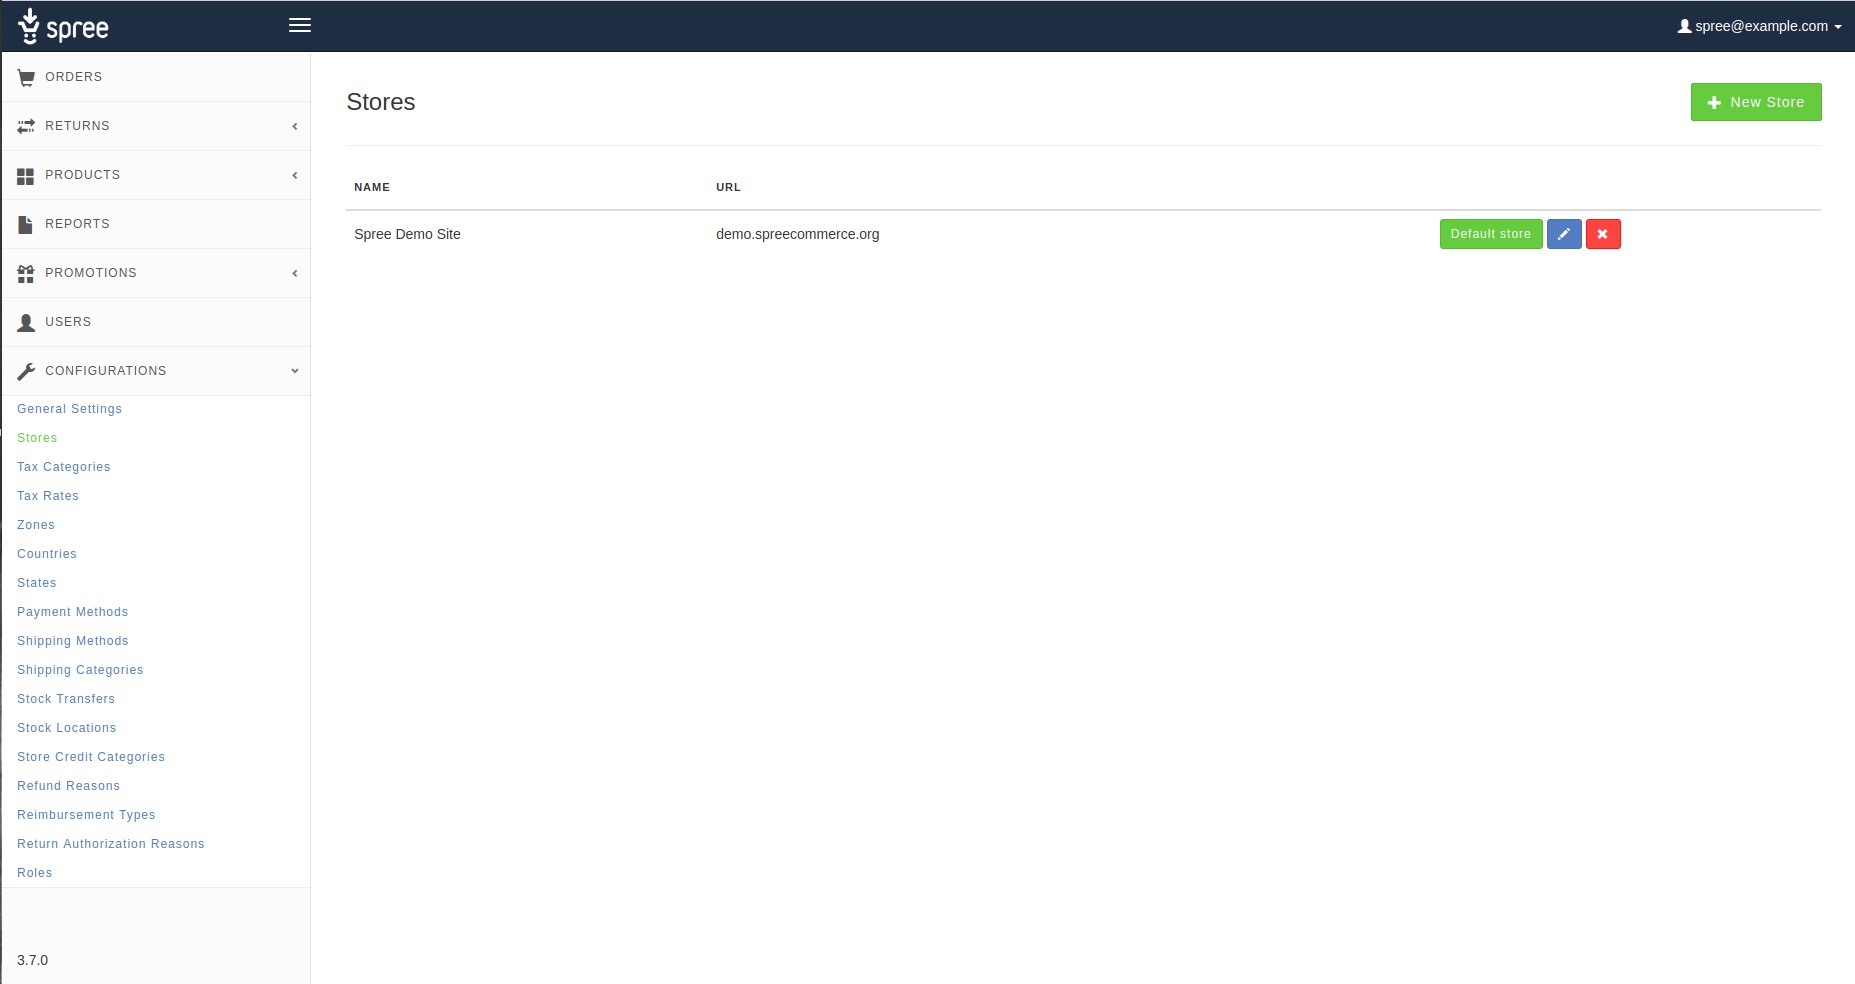 spree
spree@example.com
ORDERS
RETURNS
PRODUCTS
REPORTS
PROMOTIONS
USERS
CONFIGURATIONS
General Settings
Stores
Tax Categories
Tax Rates
Zones
Countries
States
Payment Methods
Shipping Methods
Shipping Categories
Stock Transfers
Stock Locations
Store Credit Categories
Refund Reasons
Reimbursement Types
Return Authorization Reasons
Roles
3.7.0
Stores
New Store
NAME URL
Spree Demo Site demo.spreecommerce.org Default store